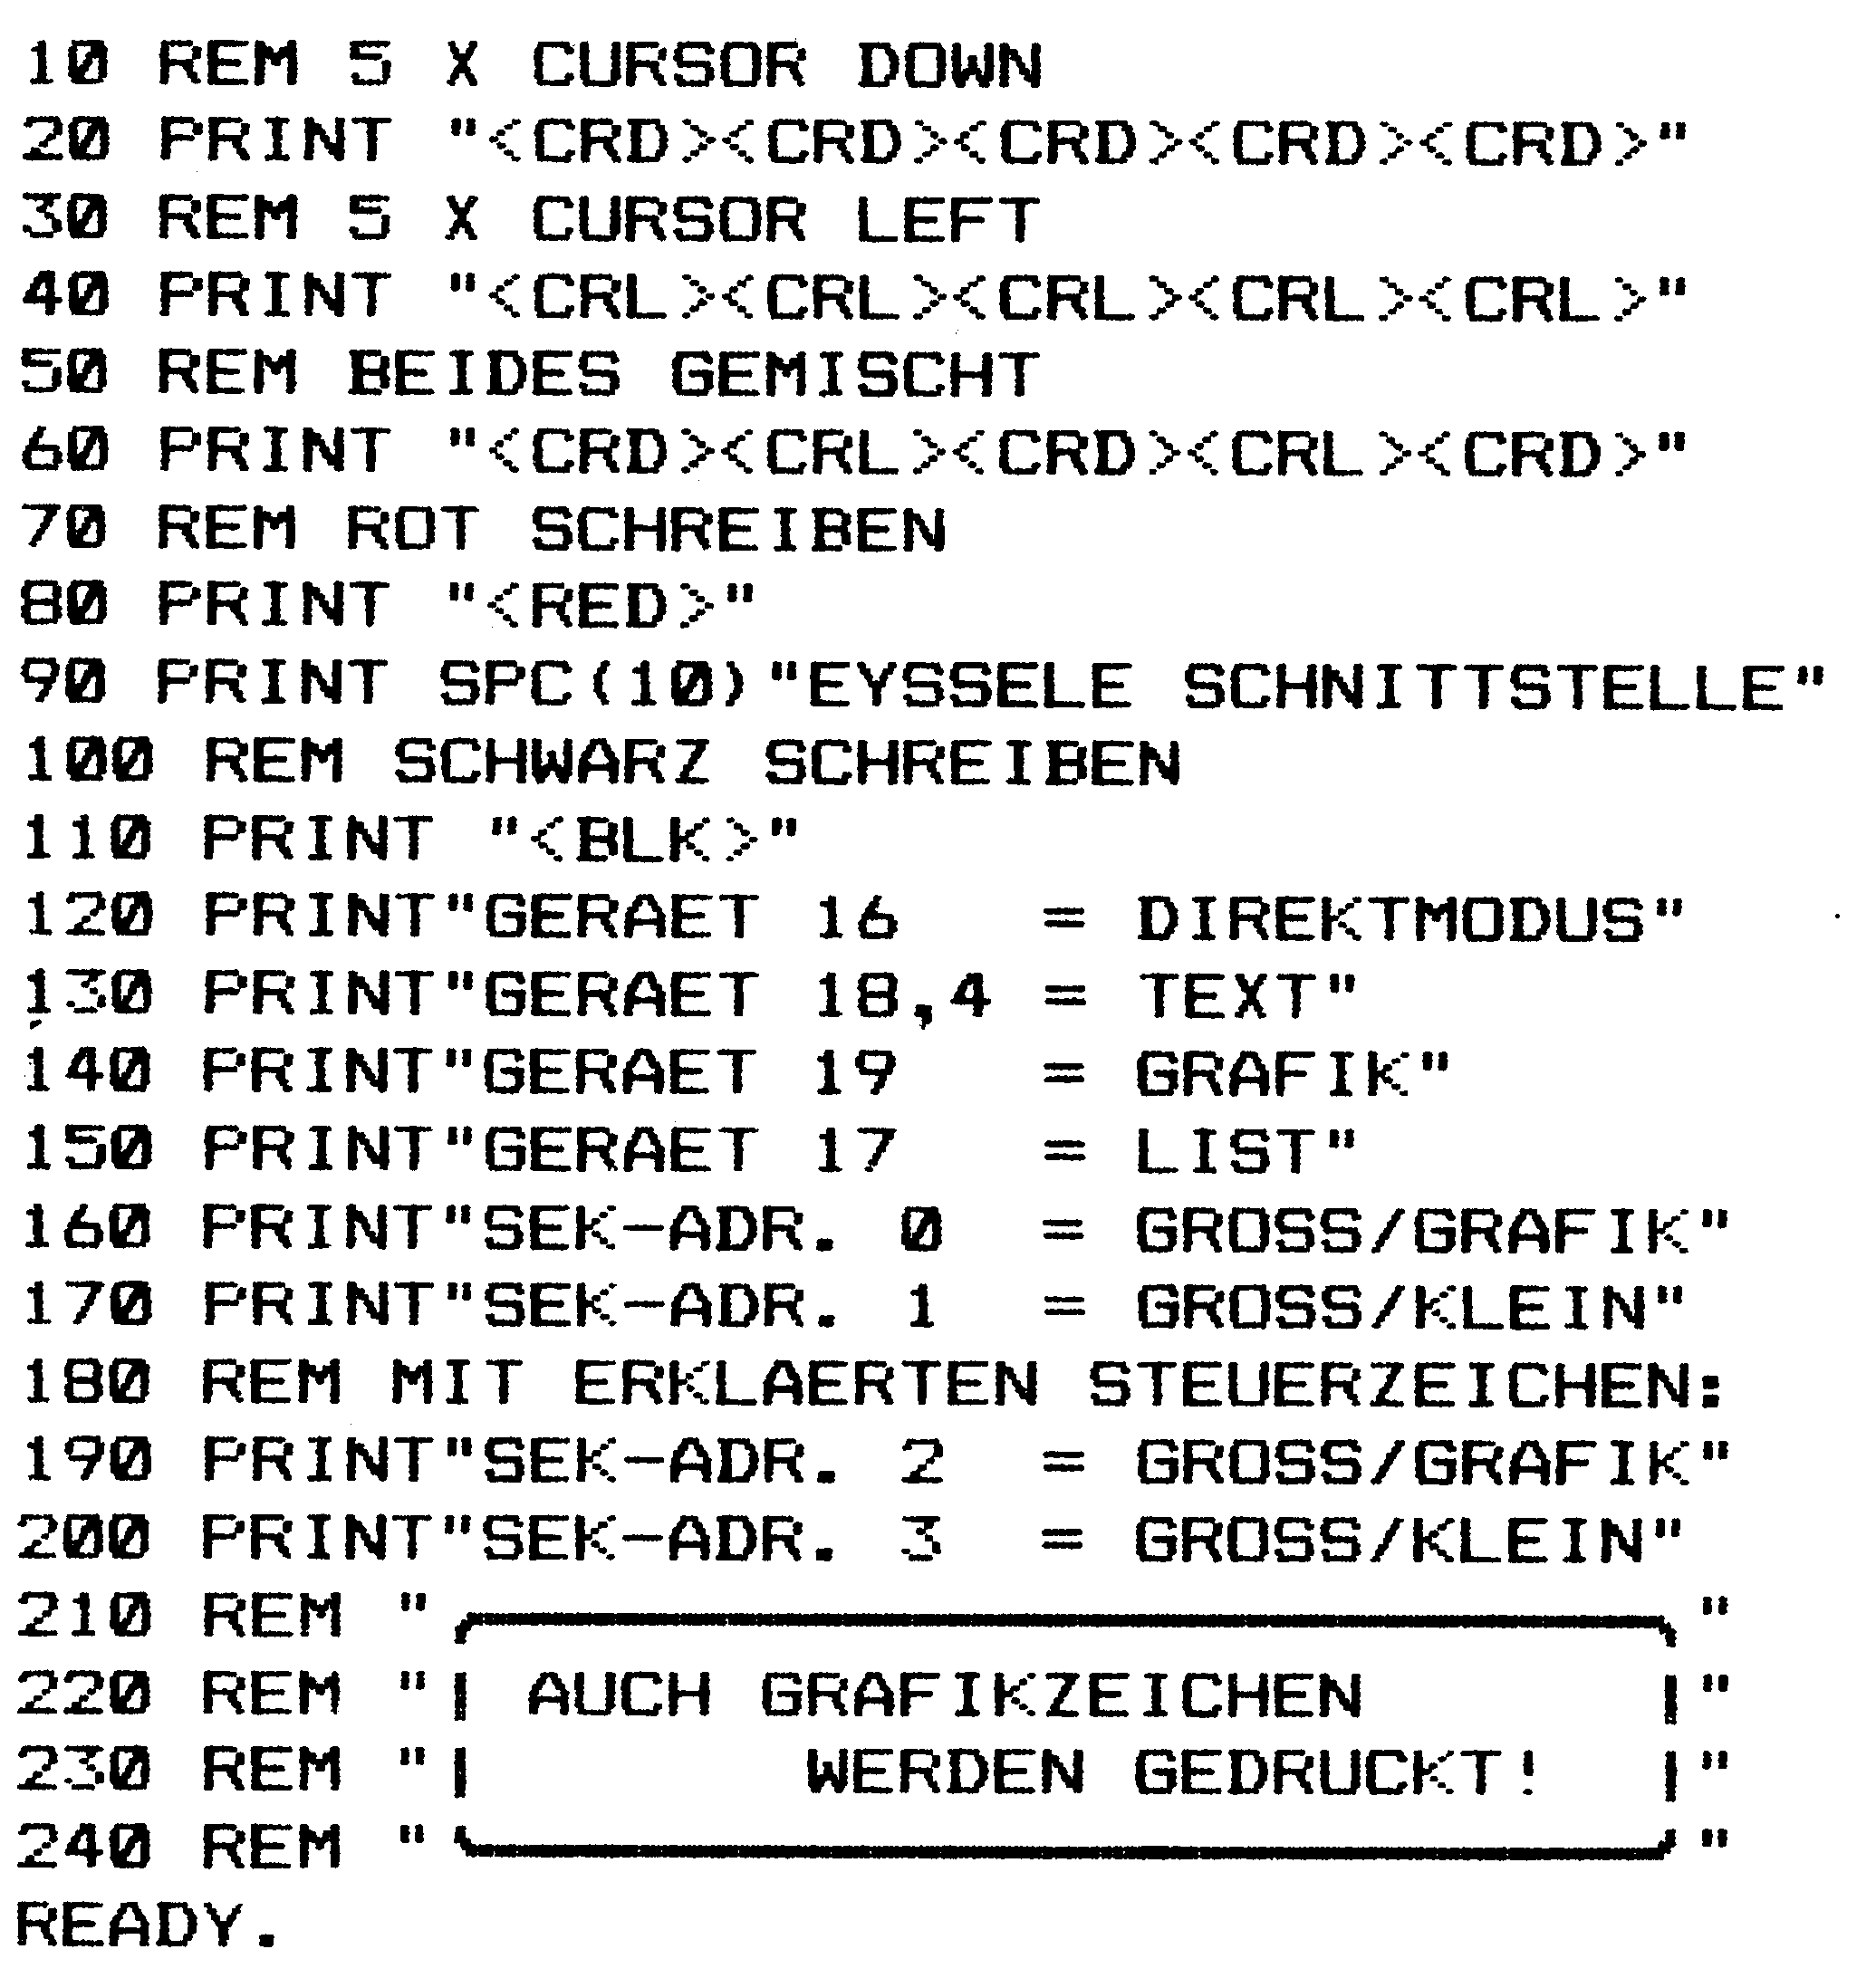 10 REM 5 X CURSOR DOWN
20 PRINT "<CRD><CRD><CRD><CRD><CRD>"
30 REM 5 X CURSOR LEFT
40 PRINT "<CRL><CRL><CRL><CRL><CRL>"
50 REM BEIDES GEMISCHT
60 PRINT "<CRD><CRL><CRD><CRL><CRD>"
70 REM ROT SCHREIBEN
80 PRINT "<RED>"
90 PRINT SPC(10)"EYSSELE SCHNITTSTELLE"
100 REM SCHWARZ SCHREIBEN
110 PRINT "<BLK>"
120 PRINT"GERAET 16   = DIREKTMODUS"
130 PRINT"GERAET 18,4 = TEXT"
140 PRINT"GERAET 19   = GRAFIK"
150 PRINT"GERAET 17   = LIST"
160 PRINT"SEK-ADR. 0  = GROSS/GRAFIK"
170 PRINT"SEK-ADR. 1  = GROSS/KLEIN"
180 REM MIT ERKLAERTEN STEUERZEICHEN:
190 PRINT"SEK-ADR. 2  = GROSS/GRAFIK"
200 PRINT"SEK-ADR. 3  = GROSS/KLEIN"
210 REM "╭─────────────────────────╮"
220 REM "| AUCH GRAFIKZEICHEN      |"
230 REM "|       WERDEN GEDRUCKT!  |"
240 REM "╰─────────────────────────╯"
READY.